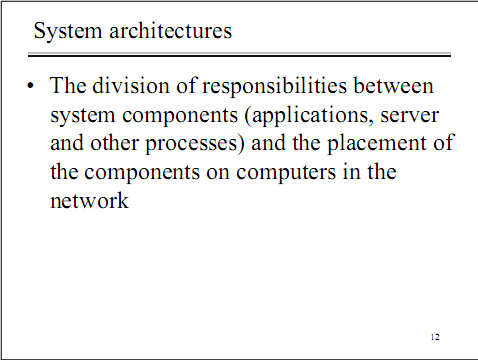 System architectures
• The division of responsibilities between
system components (applications, server
and other processes) and the placement of
the components on computers in the
network
12